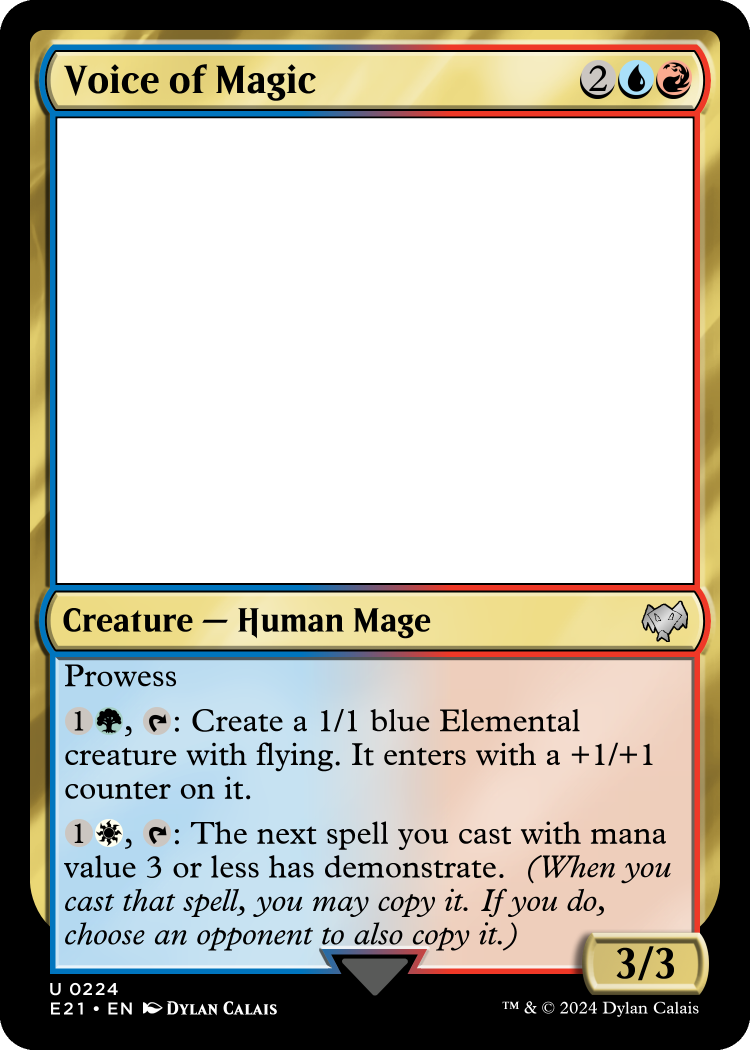 Voice of Magic 2
Creature — Human Mage
Prowess
1, : Create a 1/1 blue Elemental
creature with flying. It enters with a +1/+1
counter on it.
1, : The next spell you cast with mana
value 3 or less has demonstrate. (When you
cast that spell, you may copy it. If you do,
choose an opponent to also copy it.)
3/3
U 0224
E21 • EN Dylan Calais
™ & © 2024 Dylan Calais